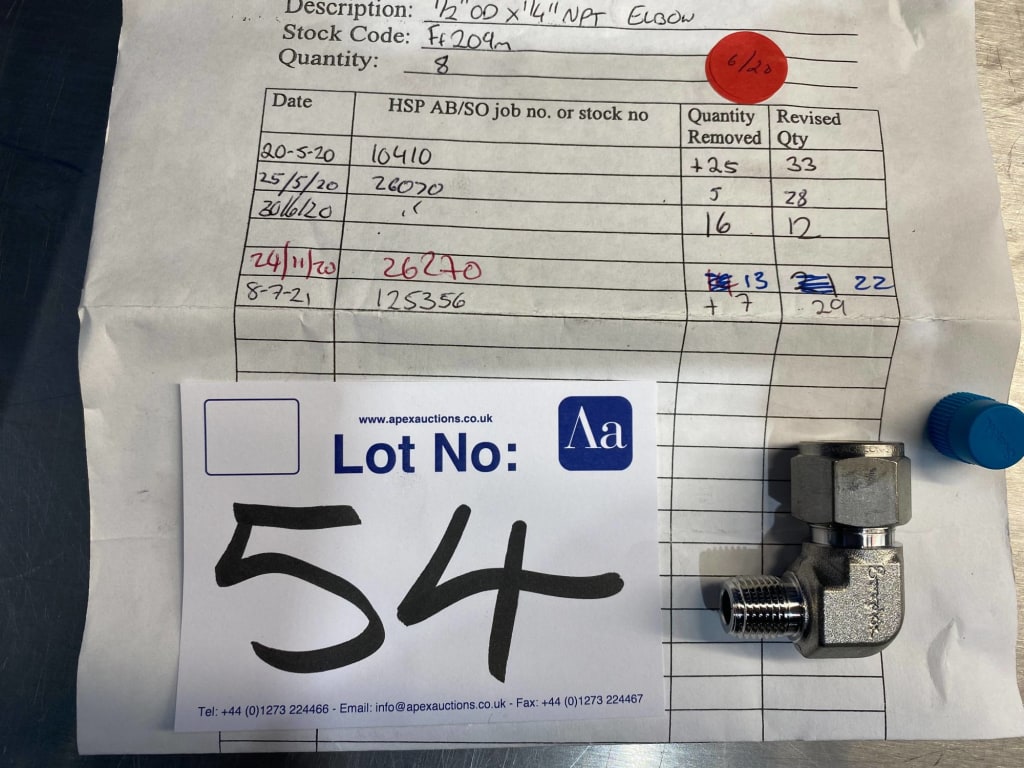 Description: 1/2" OD x 1/4" NPT ELBOW
Stock Code: Ff209m
Quantity: 8
6/20
Date HSP AB/SO job no. or stock no Quantity Removed Revised Qty
20-5-20 10410 +25 33
25/5/20 26070 5 28
30/6/20 " 16 12
24/11/20 26270 13 22
8-7-21 125356 + 7 29
www.apexauctions.co.uk
Λa
Lot No:
54
Tel: +44 (0)1273 224466 - Email: info@apexauctions.co.uk - Fax: +44 (0)1273 224467